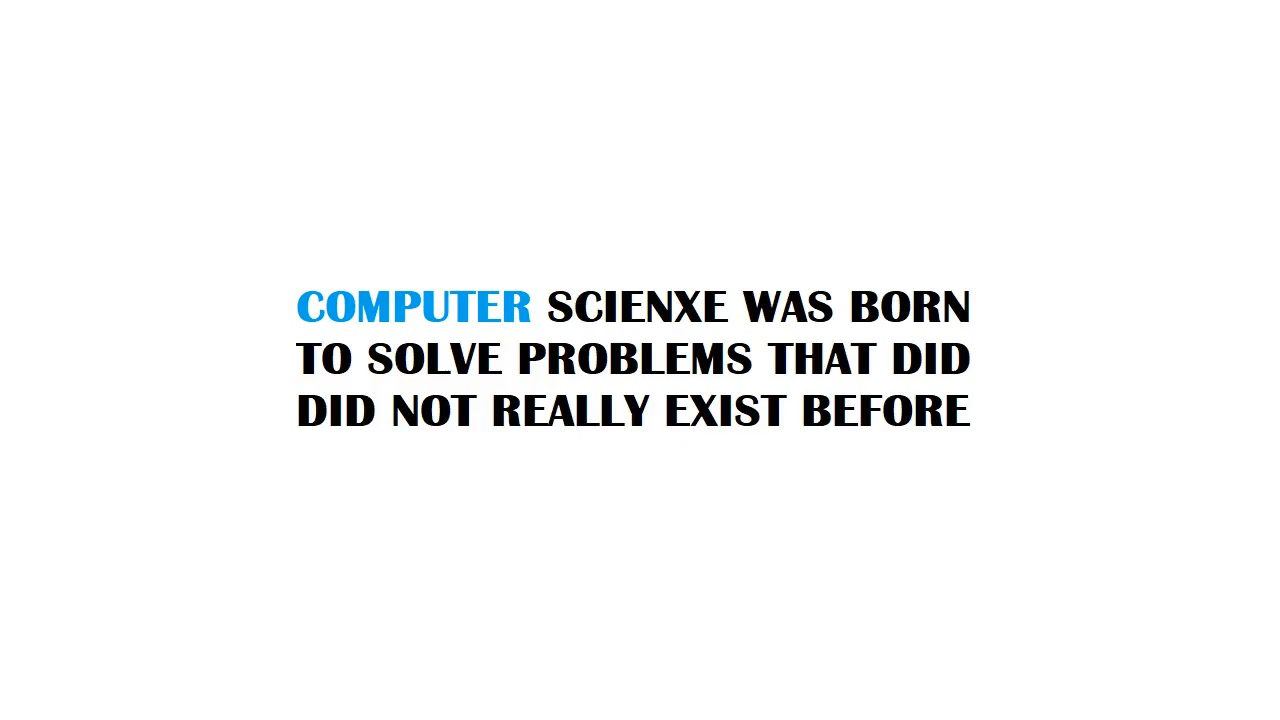 COMPUTER SCIENXE WAS BORN
TO SOLVE PROBLEMS THAT DID
DID NOT REALLY EXIST BEFORE